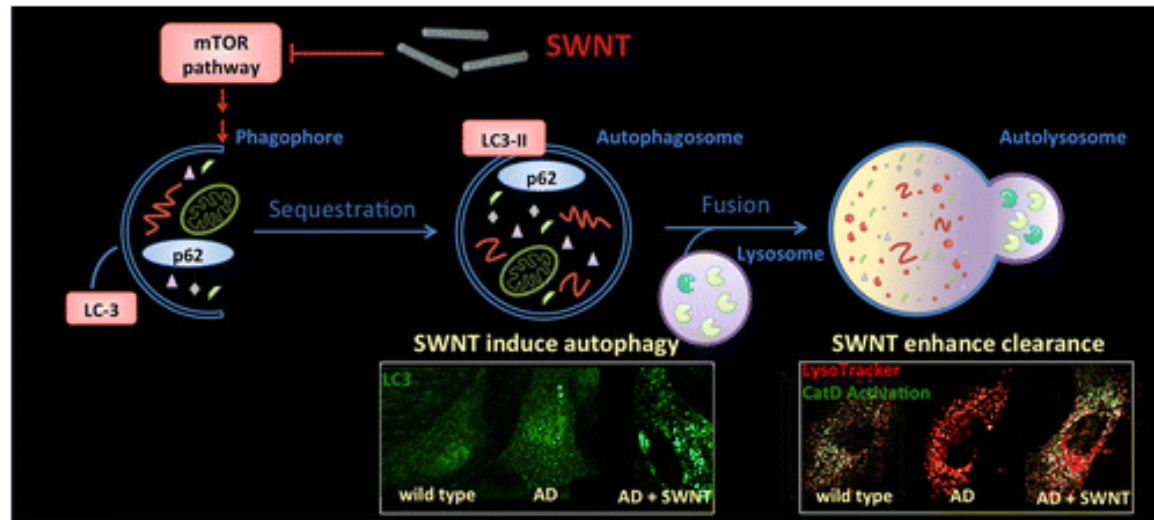 mTOR
pathway
SWNT
Phagophore
LC3-II
Autophagosome
Autolysosome
p62
Sequestration
Fusion
p62
Lysosome
LC-3
SWNT induce autophagy
SWNT enhance clearance
LC3
LysoTracker
CatD Activation
wild type
AD
AD + SWNT
wild type
AD
AD + SWNT